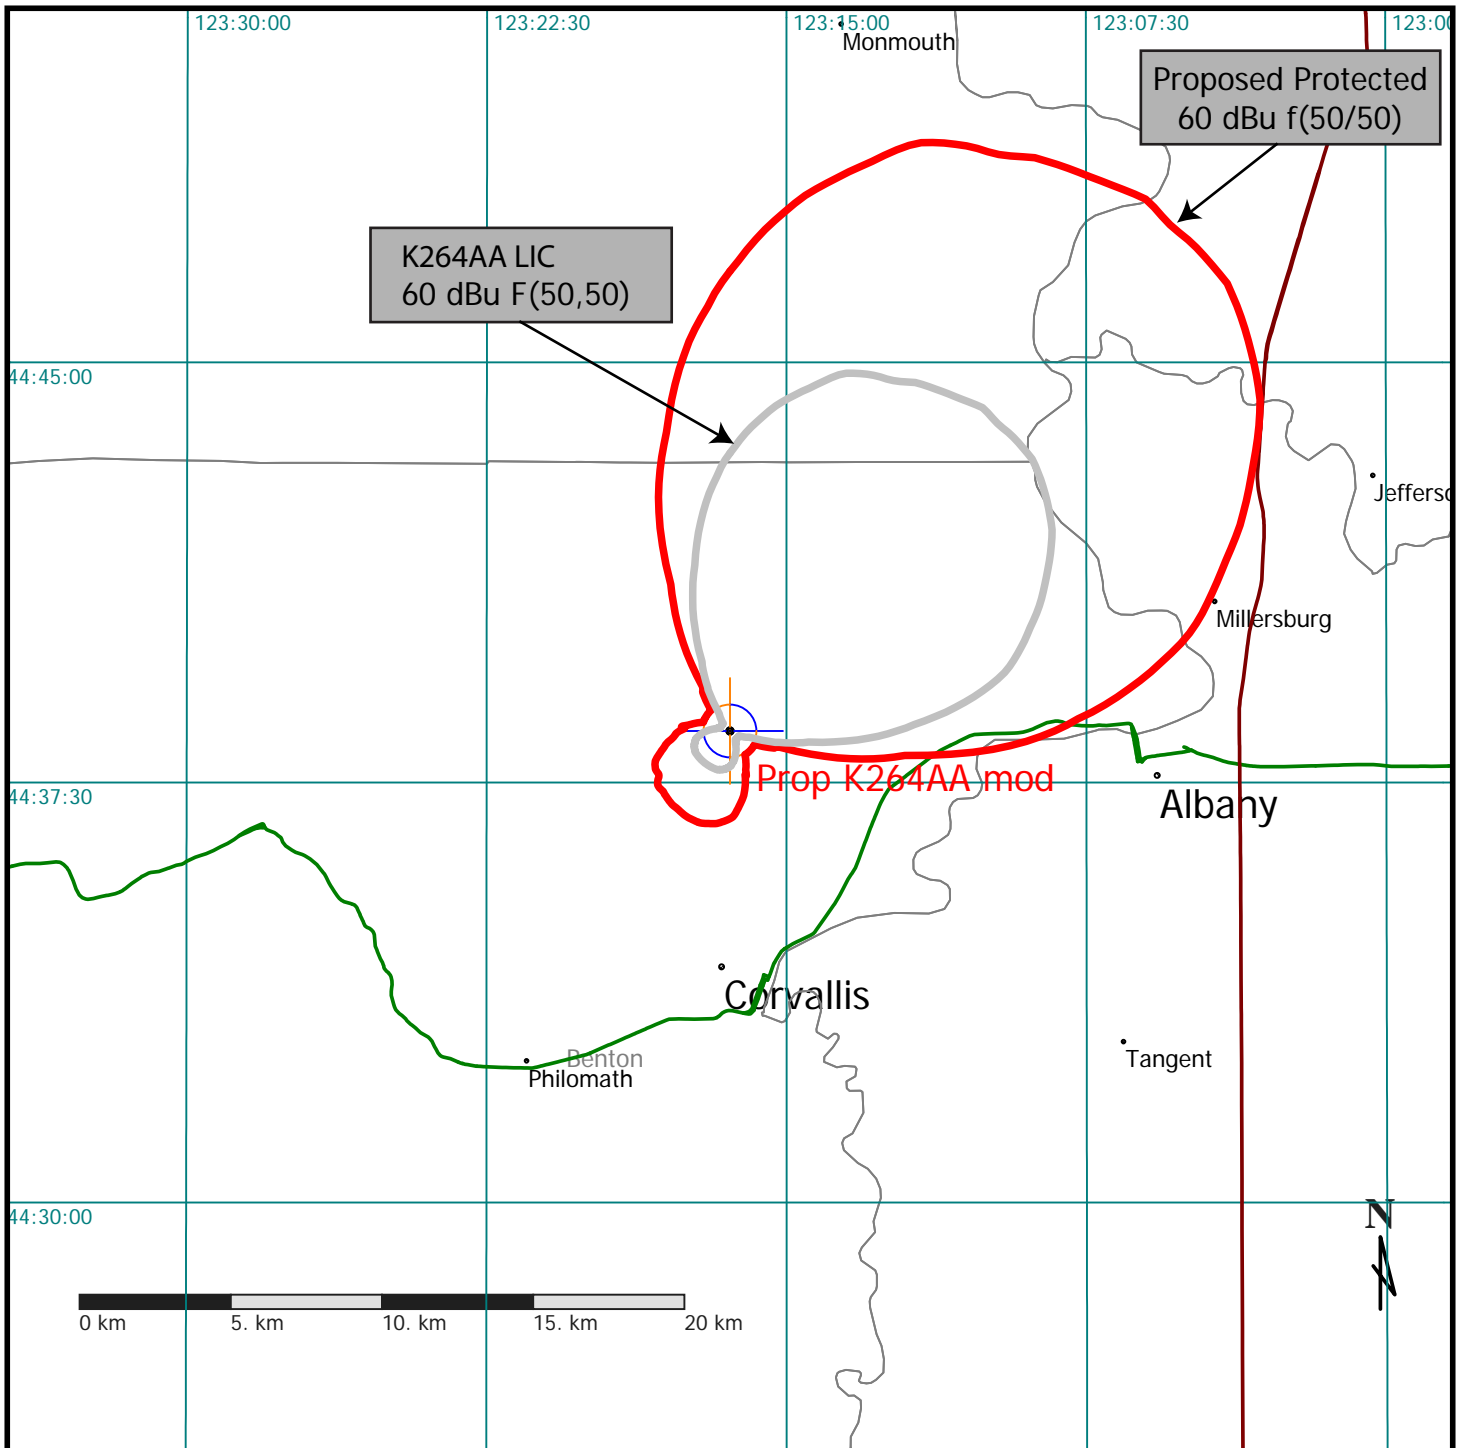 123:30:00
123:22:30
123:15:00
123:07:30
123:00
Monmouth
Proposed Protected
60 dBu f(50/50)
K264AA LIC
60 dBu F(50,50)
44:45:00
Jefferso
Millersburg
Prop K264AA mod
44:37:30
Albany
Corvallis
Benton
Philomath
Tangent
44:30:00
N
0 km
5. km
10. km
15. km
20 km